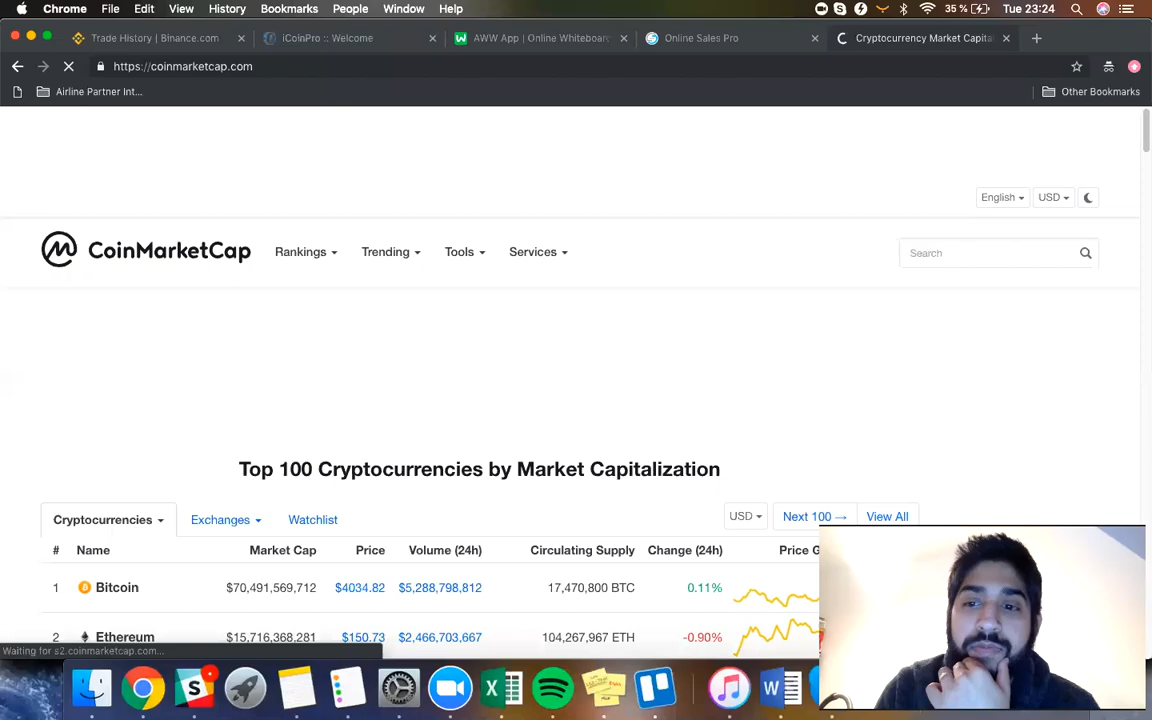 Chrome File Edit View History Bookmarks People Window Help 35 % Tue 23:24
Trade History | Binance.com iCoinPro :: Welcome AWW App | Online Whiteboard Online Sales Pro Cryptocurrency Market Capita
https://coinmarketcap.com
Airline Partner Int... Other Bookmarks
English USD
CoinMarketCap Rankings Trending Tools Services Search
Top 100 Cryptocurrencies by Market Capitalization
Cryptocurrencies Exchanges Watchlist USD Next 100 → View All
# Name Market Cap Price Volume (24h) Circulating Supply Change (24h) Price G
1 Bitcoin $70,491,569,712 $4034.82 $5,288,798,812 17,470,800 BTC 0.11%
2 Ethereum $15,716,368,281 $150.73 $2,466,703,667 104,267,967 ETH -0.90%
Waiting for s2.coinmarketcap.com...